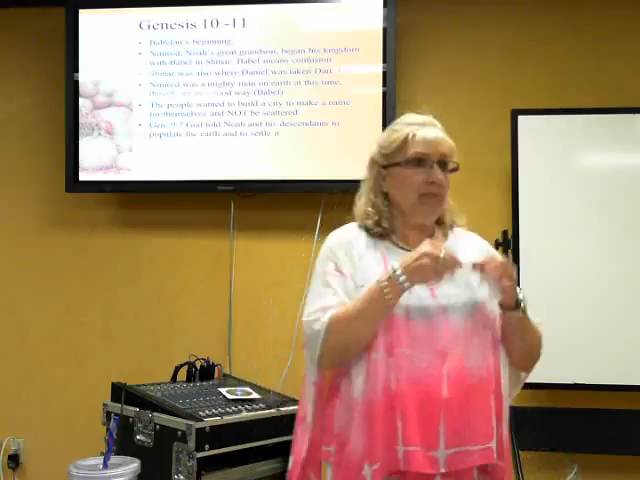 Genesis 10 -11
• Babylon's beginning:
• Nimrod, Noah's great grandson, began his kingdom
with Babel in Shinar. Babel means confusion
• Shinar was also where Daniel was taken Dan.
• Nimrod was a mighty man on earth at this time,
way (Babel)
• The people wanted to build a city to make a name
for themselves and NOT be scattered.
• Gen. 9:7 God told Noah and his descendants to
populate the earth and to settle it